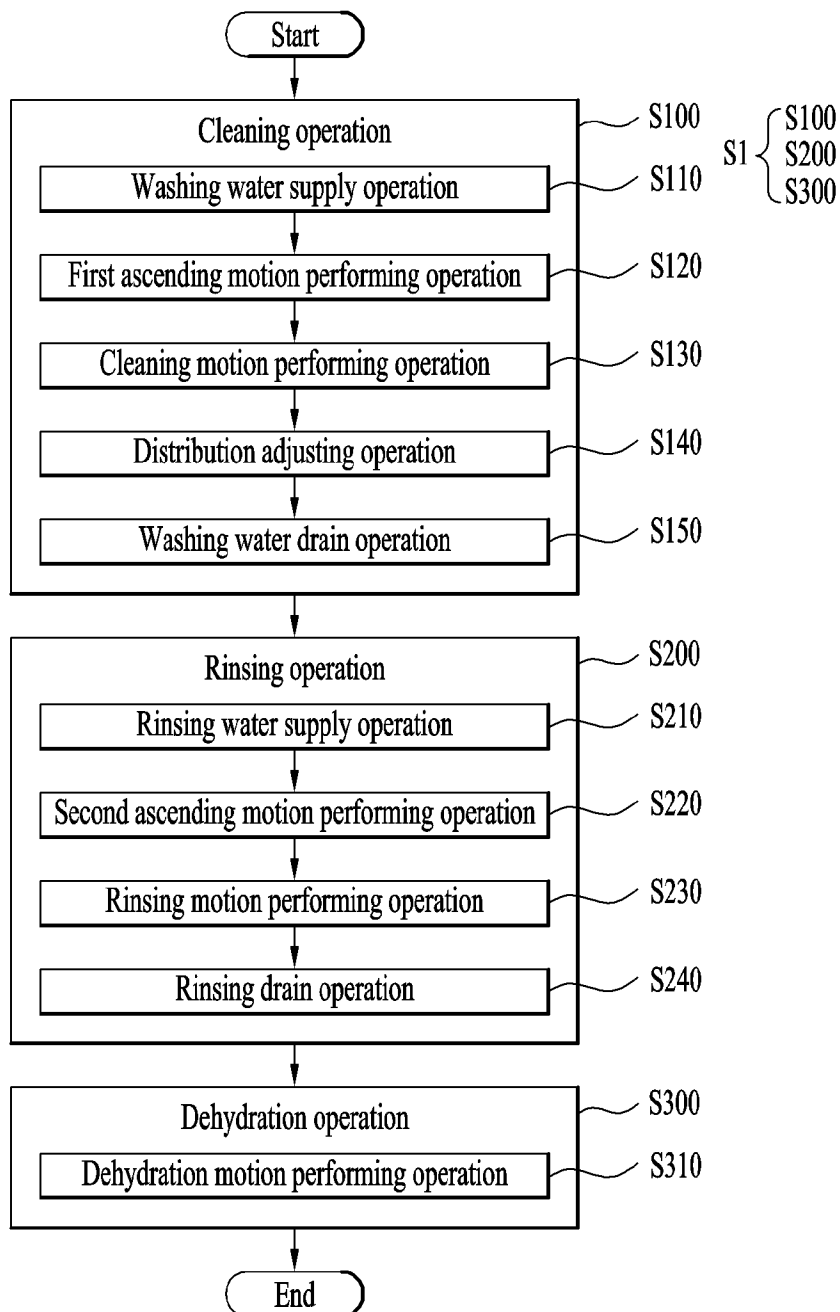 Start
Cleaning operation S100
Washing water supply operation S110
First ascending motion performing operation S120
Cleaning motion performing operation S130
Distribution adjusting operation S140
Washing water drain operation S150
S1 { S100
S200
S300
Rinsing operation S200
Rinsing water supply operation S210
Second ascending motion performing operation S220
Rinsing motion performing operation S230
Rinsing drain operation S240
Dehydration operation S300
Dehydration motion performing operation S310
End